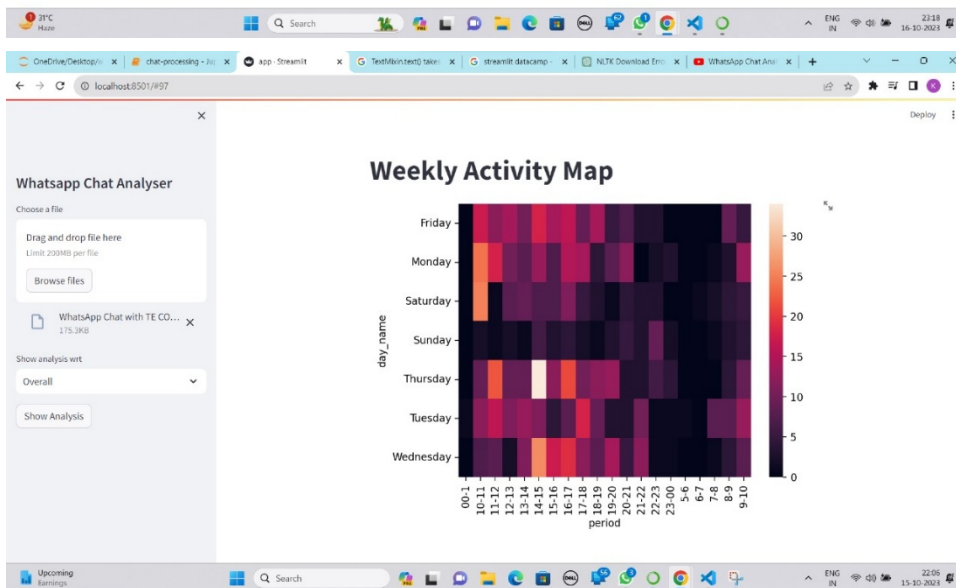 31°C
Haze
Search
ENG
IN
23:18
16-10-2023
OneDrive/Desktop/
chat-processing - Ju
app · Streamlit
TextMixin.text() take
streamlit datacamp -
NLTK Download Erro
WhatsApp Chat Anal
localhost:8501/#97
K
Deploy
Whatsapp Chat Analyser
Choose a file
Drag and drop file here
Limit 200MB per file
Browse files
WhatsApp Chat with TE CO...
175.3KB
Show analysis wrt
Overall
Show Analysis
Weekly Activity Map
day_name
Friday
Monday
Saturday
Sunday
Thursday
Tuesday
Wednesday
00-1
10-11
11-12
12-13
13-14
14-15
15-16
16-17
17-18
18-19
19-20
20-21
21-22
22-23
23-00
5-6
6-7
7-8
8-9
9-10
period
30
25
20
15
10
5
0
Upcoming
Earnings
Search
ENG
IN
22:05
15-10-2023